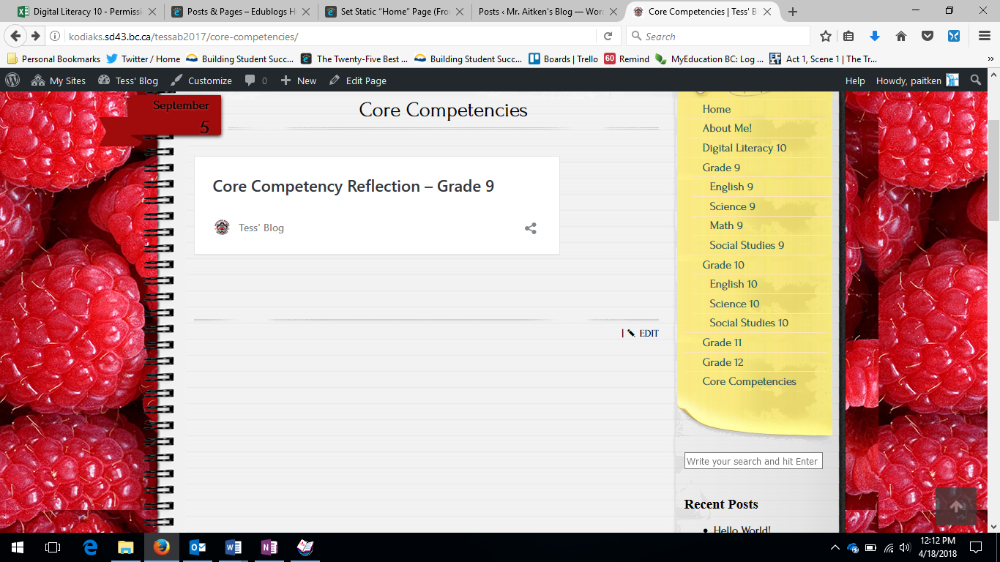 Digital Literacy 10 - Permissi
Posts & Pages – Edublogs H
Set Static "Home" Page (Fron
Posts ‹ Mr. Aitken's Blog — Wor
Core Competencies | Tess' B
kodiaks.sd43.bc.ca/tessab2017/core-competencies/
Search
Personal Bookmarks
Twitter / Home
Building Student Succ...
The Twenty-Five Best ...
Building Student Succ...
Boards | Trello
60 Remind
MyEducation BC: Log ...
Act 1, Scene 1 | The Tr...
My Sites
Tess' Blog
Customize
0
New
Edit Page
Help
Howdy, paitken
September
5
Core Competencies
Core Competency Reflection – Grade 9
Tess' Blog
EDIT
Home
About Me!
Digital Literacy 10
Grade 9
English 9
Science 9
Math 9
Social Studies 9
Grade 10
English 10
Science 10
Social Studies 10
Grade 11
Grade 12
Core Competencies
Write your search and hit Enter
Recent Posts
Hello World!
12:12 PM
4/18/2018